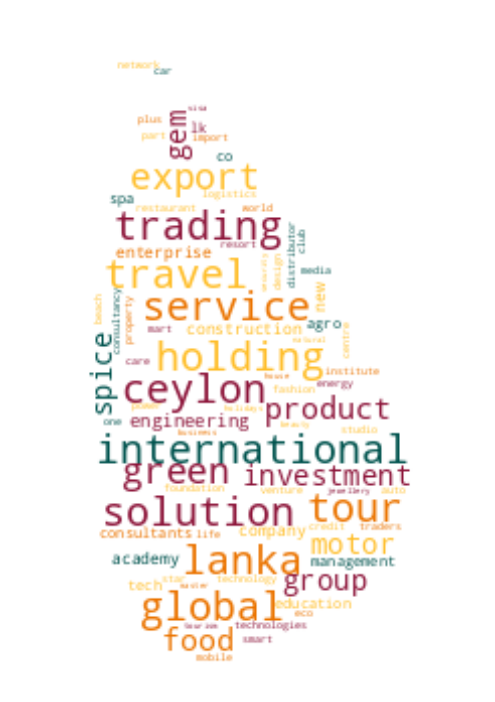 network
car
visa
plus
gem
lk
part
import
co
export
spa
logistics
restaurant
world
trading
resort
distributor
club
enterprise
travel
security
design
media
beach
consultancy
property
service
new
mart
construction
agro
natural
centre
spice
holding
care
house
institute
ceylon
fashion
energy
power
holidays
product
one
engineering
beauty
business
studio
international
green
investment
foundation
venture
jewellery
auto
solution
tour
consultants
life
company
credit
traders
motor
academy
lanka
management
tech
star
master
technology
group
global
education
eco
tourism
technologies
food
smart
mobile